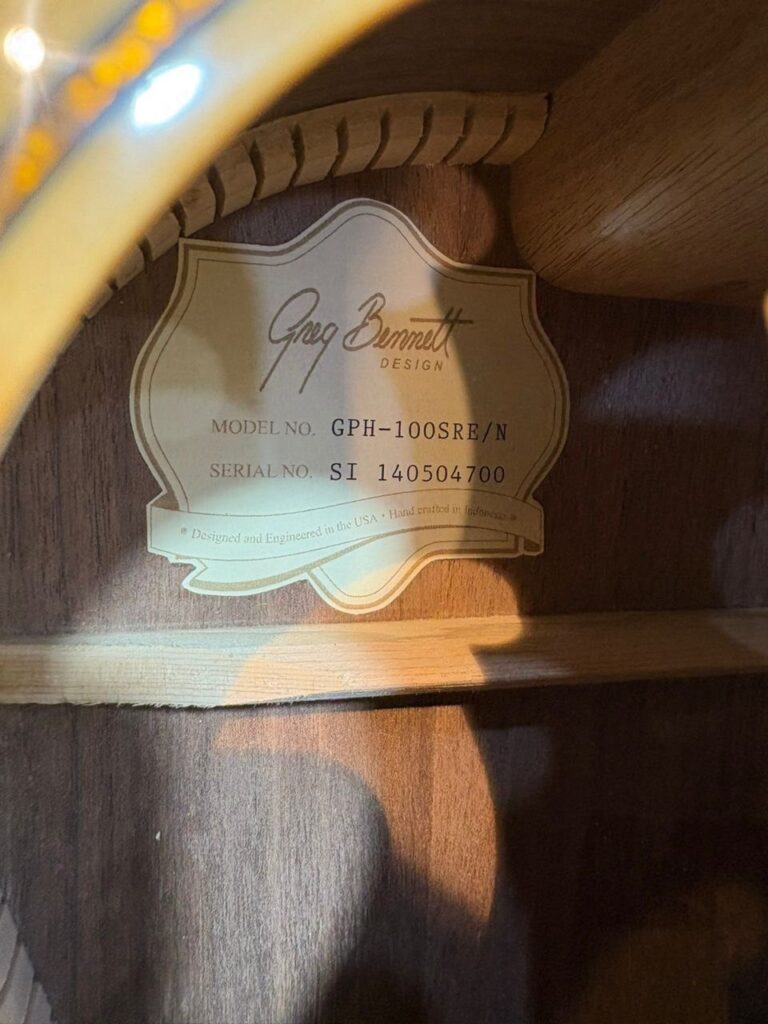 Greg Bennett
DESIGN
MODEL NO. GPH-100SRE/N
SERIAL NO. SI 140504700
* Designed and Engineered in the USA • Hand crafted in Indonesia *